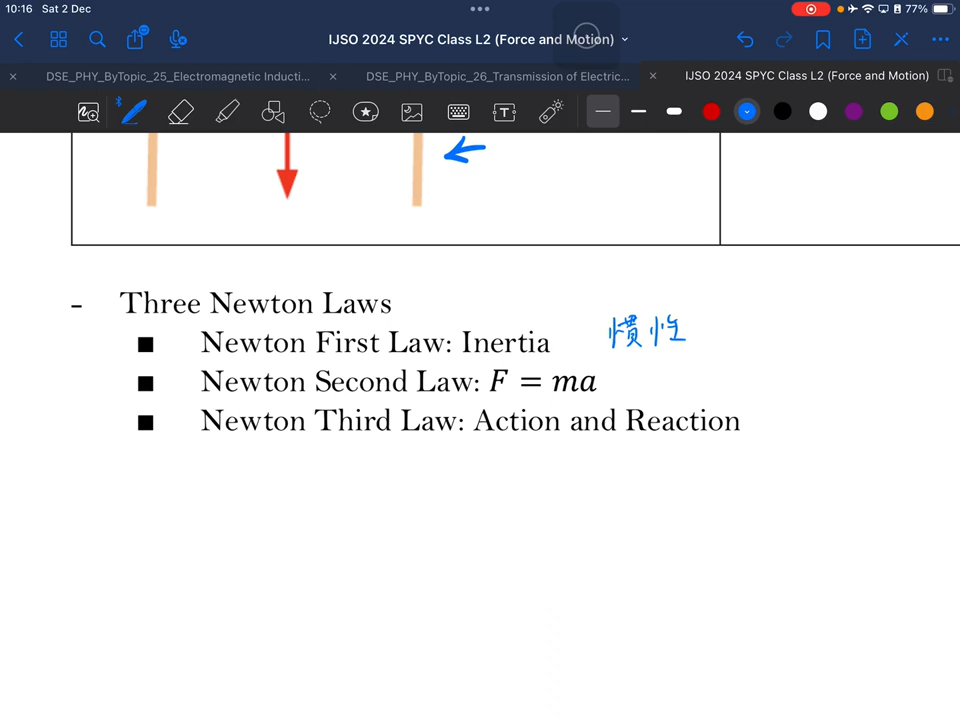 10:16 Sat 2 Dec
77%
IJSO 2024 SPYC Class L2 (Force and Motion)
DSE_PHY_ByTopic_25_Electromagnetic Inducti...
DSE_PHY_ByTopic_26_Transmission of Electric...
IJSO 2024 SPYC Class L2 (Force and Motion)
- Three Newton Laws
■ Newton First Law: Inertia 慣性
■ Newton Second Law: F = ma
■ Newton Third Law: Action and Reaction